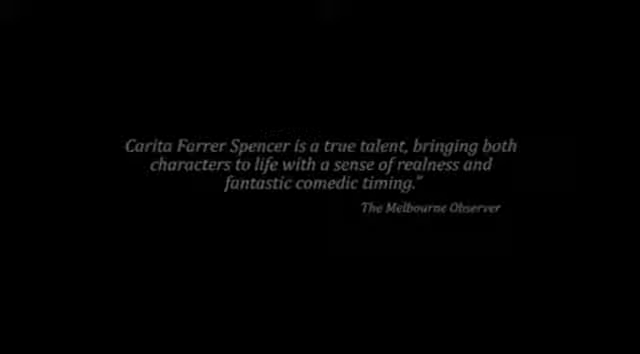 Carita Farrer Spencer is a true talent, bringing both
characters to life with a sense of realness and
fantastic comedic timing."
The Melbourne Observer